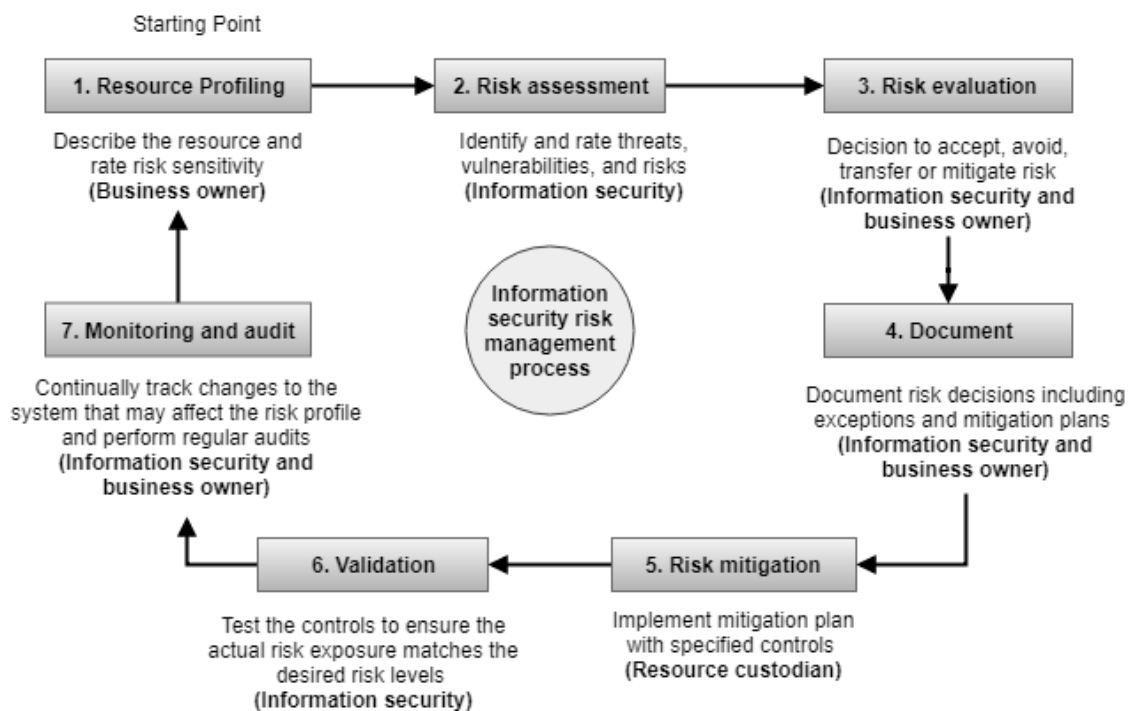 Starting Point
1. Resource Profiling
Describe the resource and
rate risk sensitivity
(Business owner)
2. Risk assessment
Identify and rate threats,
vulnerabilities, and risks
(Information security)
3. Risk evaluation
Decision to accept, avoid,
transfer or mitigate risk
(Information security and
business owner)
4. Document
Document risk decisions including
exceptions and mitigation plans
(Information security and
business owner)
5. Risk mitigation
Implement mitigation plan
with specified controls
(Resource custodian)
6. Validation
Test the controls to ensure the
actual risk exposure matches the
desired risk levels
(Information security)
7. Monitoring and audit
Continually track changes to the
system that may affect the risk profile
and perform regular audits
(Information security and
business owner)
Information
security risk
management
process